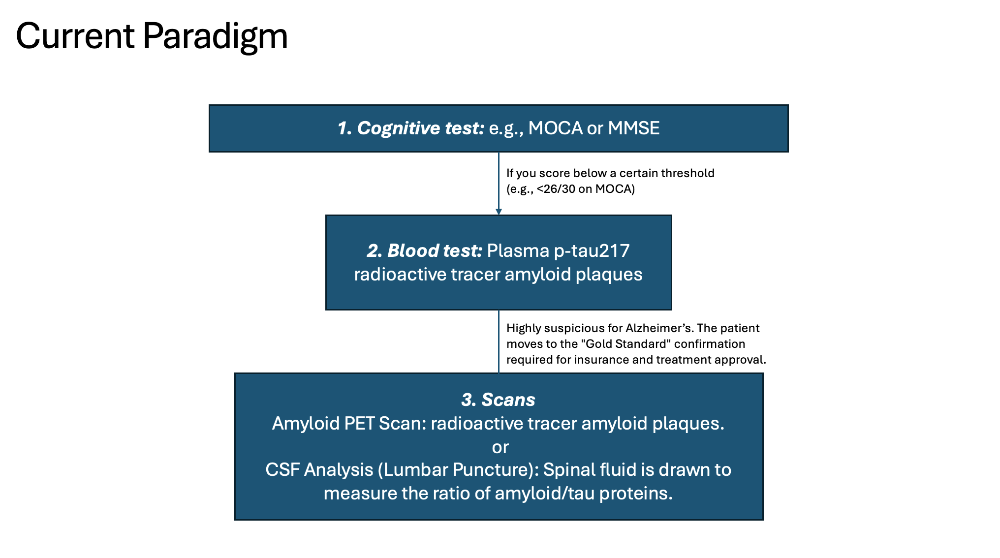 Current Paradigm
1. Cognitive test: e.g., MOCA or MMSE
If you score below a certain threshold
(e.g., <26/30 on MOCA)
2. Blood test: Plasma p-tau217
radioactive tracer amyloid plaques
Highly suspicious for Alzheimer’s. The patient
moves to the "Gold Standard" confirmation
required for insurance and treatment approval.
3. Scans
Amyloid PET Scan: radioactive tracer amyloid plaques.
or
CSF Analysis (Lumbar Puncture): Spinal fluid is drawn to
measure the ratio of amyloid/tau proteins.